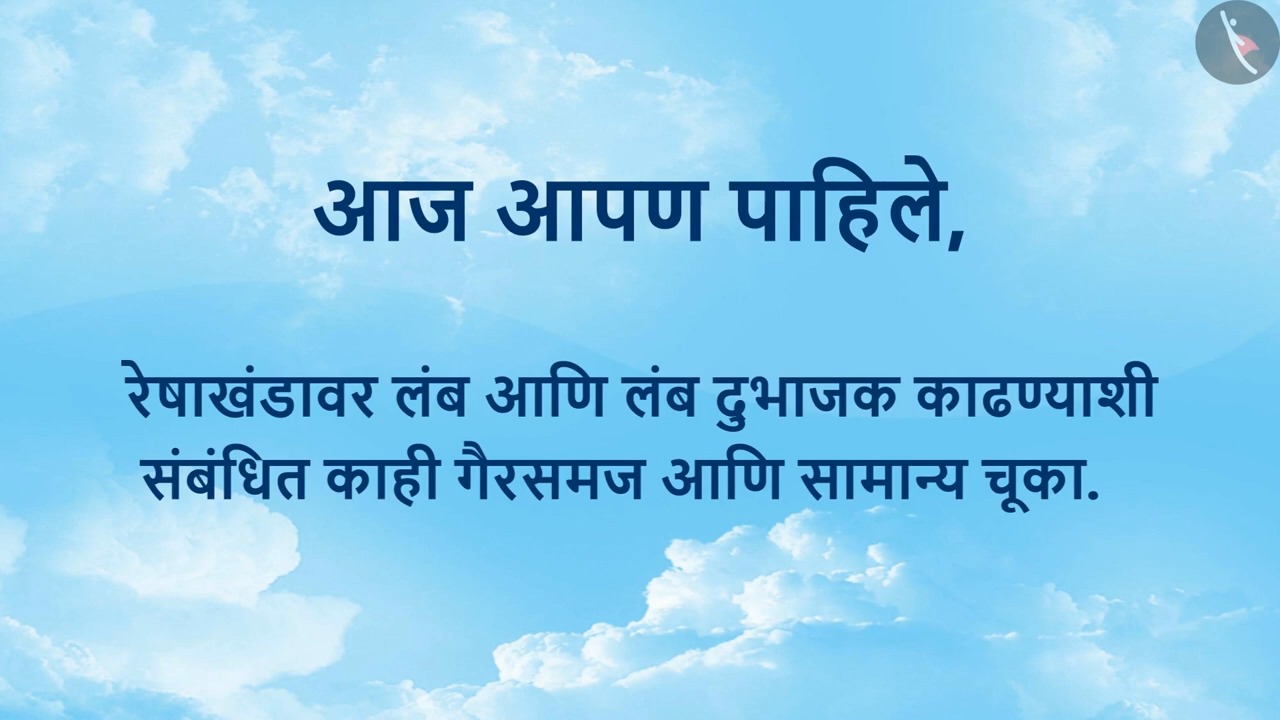 आज आपण पाहिले,
रेषाखंडावर लंब आणि लंब दुभाजक काढण्याशी
संबंधित काही गैरसमज आणि सामान्य चूका.